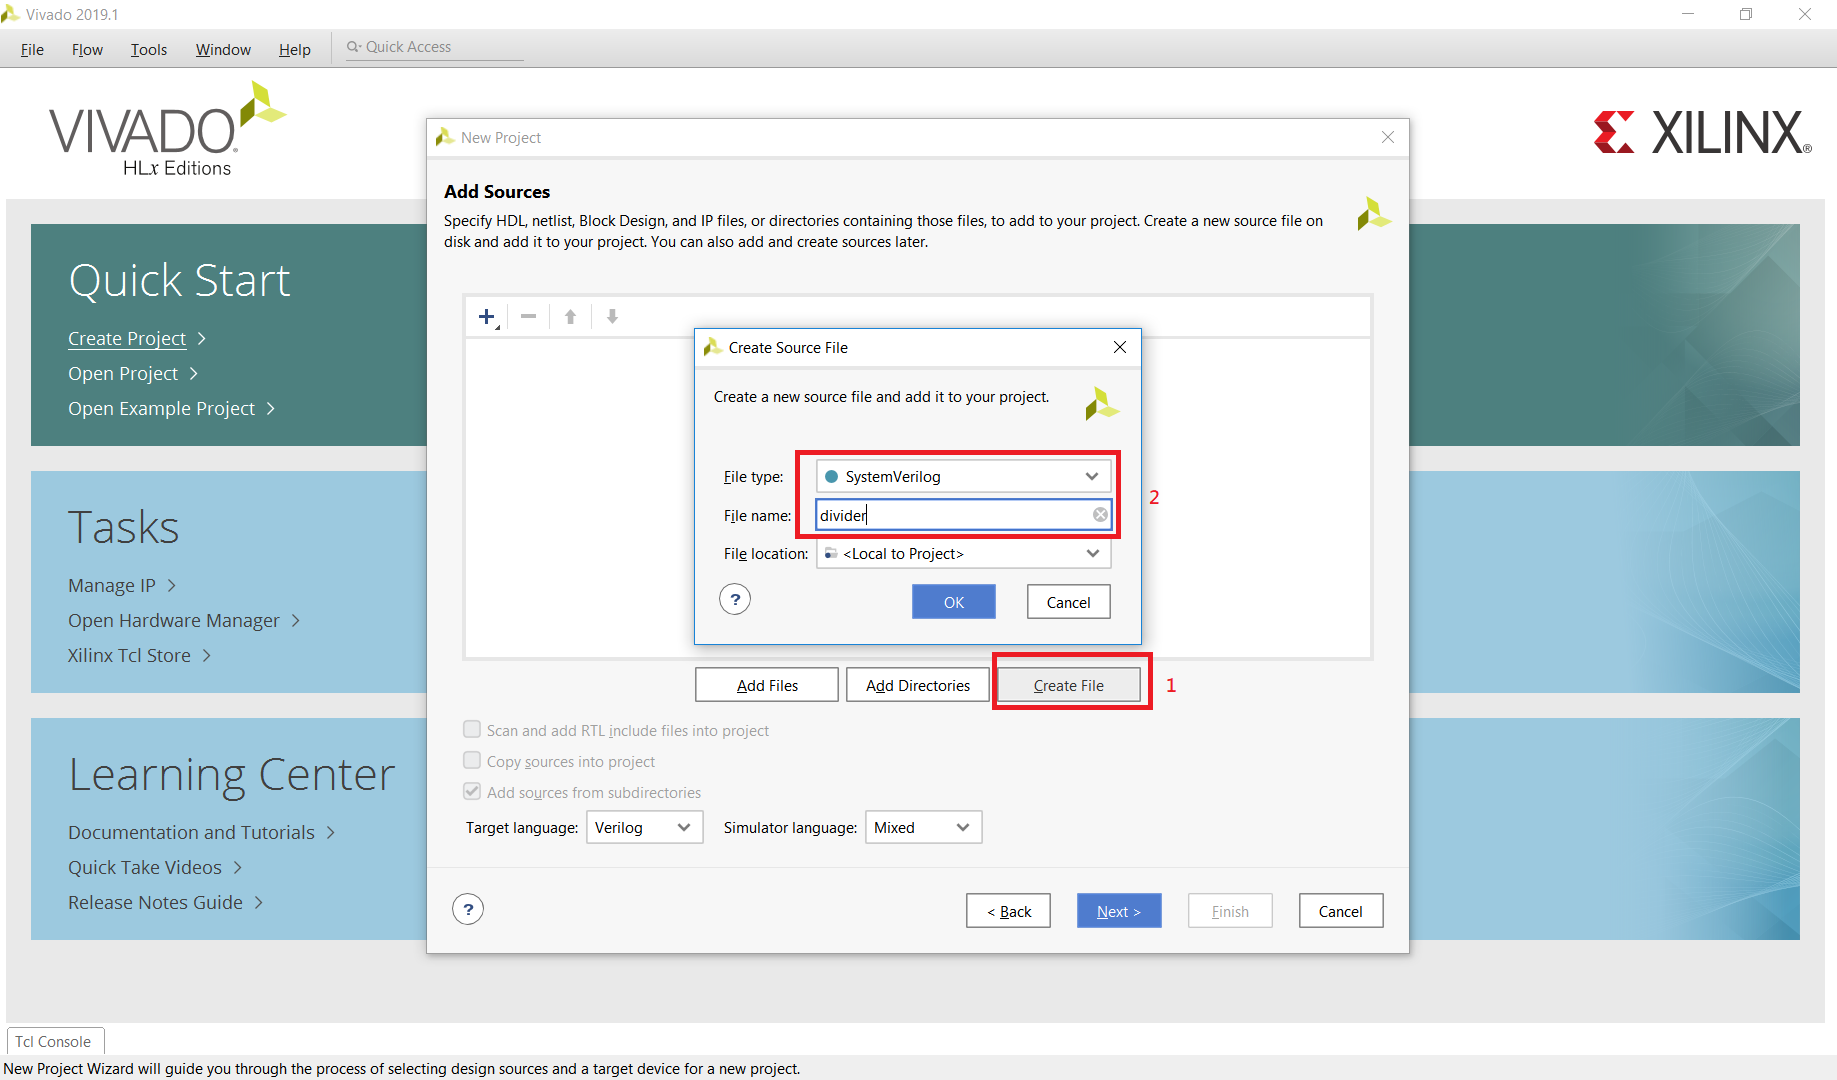 Vivado 2019.1
File Flow Tools Window Help Quick Access
VIVADO
HLx Editions
XILINX®
Quick Start
Create Project
Open Project
Open Example Project
Tasks
Manage IP
Open Hardware Manager
Xilinx Tcl Store
Learning Center
Documentation and Tutorials
Quick Take Videos
Release Notes Guide
New Project
Add Sources
Specify HDL, netlist, Block Design, and IP files, or directories containing those files, to add to your project. Create a new source file on
disk and add it to your project. You can also add and create sources later.
Create Source File
Create a new source file and add it to your project.
File type: SystemVerilog
File name: divider
2
File location: <Local to Project>
? OK Cancel
Add Files Add Directories Create File
1
Scan and add RTL include files into project
Copy sources into project
Add sources from subdirectories
Target language: Verilog Simulator language: Mixed
? < Back Next > Finish Cancel
Tcl Console
New Project Wizard will guide you through the process of selecting design sources and a target device for a new project.